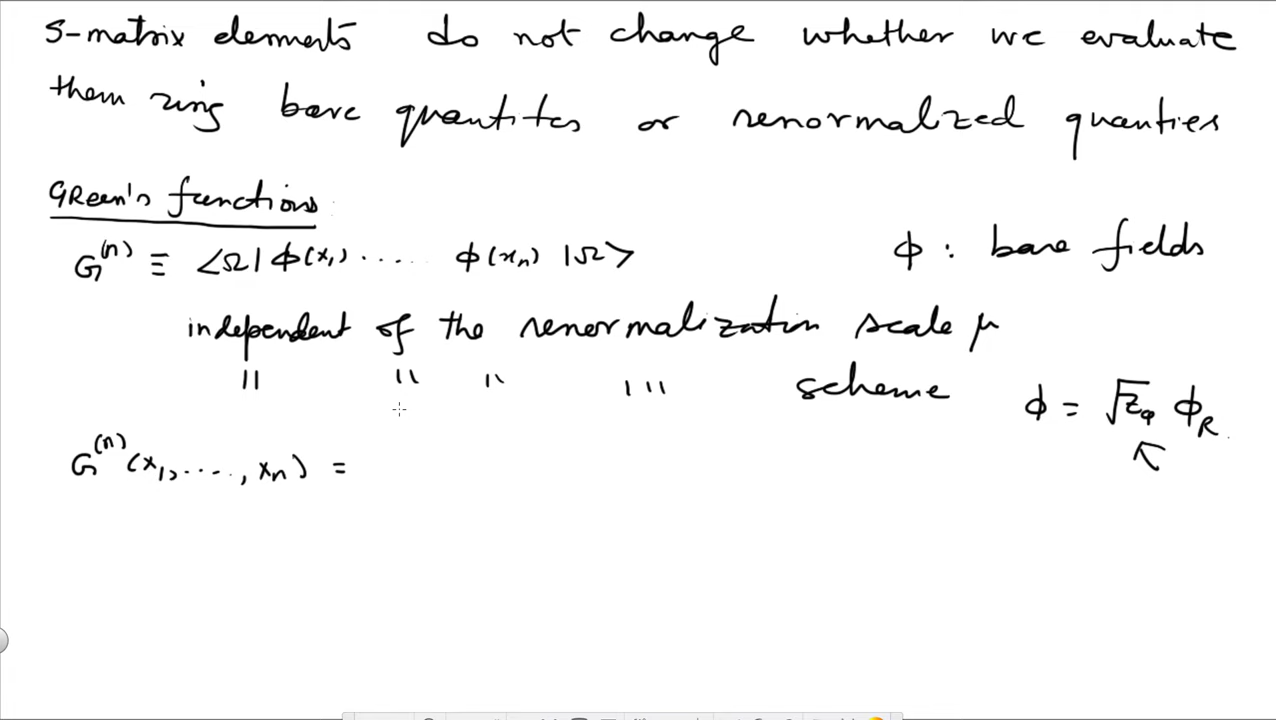 S-matrix elements do not change whether we evaluate
them using bare quantites or renormalized quanties
GReen's functions
G^(n) ≡ <Ω| φ(x₁) ..... φ(xₙ) |Ω> φ : bare fields
independent of the renormalization scale μ
" " " " scheme φ = √Z_φ φ_R
G^(n) (x₁, ...., xₙ) =